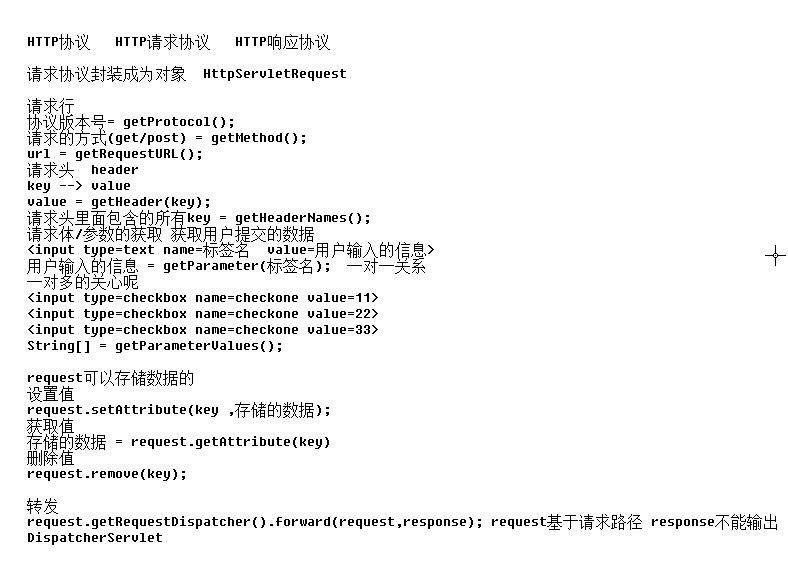 HTTP协议   HTTP请求协议   HTTP响应协议
请求协议封装成为对象  HttpServletRequest
请求行
协议版本号= getProtocol();
请求的方式(get/post) = getMethod();
url = getRequestURL();
请求头  header
key --> value
value = getHeader(key);
请求头里面包含的所有key = getHeaderNames();
请求体/参数的获取 获取用户提交的数据
<input type=text name=标签名  value=用户输入的信息>
用户输入的信息 = getParameter(标签名);  一对一关系
一对多的关心呢
<input type=checkbox name=checkone value=11>
<input type=checkbox name=checkone value=22>
<input type=checkbox name=checkone value=33>
String[] = getParameterValues();
request可以存储数据的
设置值
request.setAttribute(key ,存储的数据);
获取值
存储的数据 = request.getAttribute(key)
删除值
request.remove(key);
转发
request.getRequestDispatcher().forward(request,response); request基于请求路径 response不能输出
DispatcherServlet